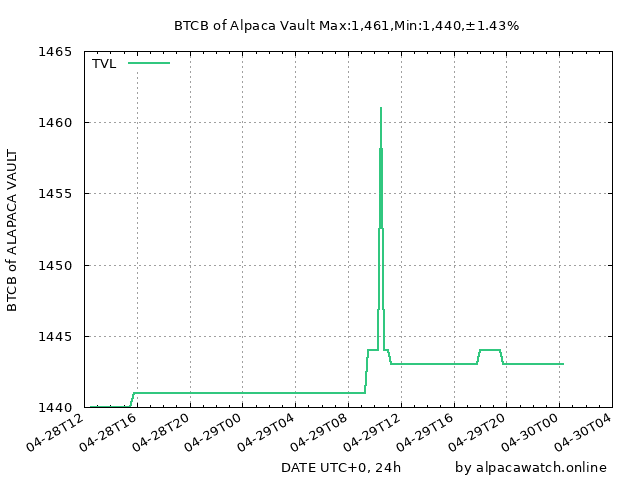 BTCB of Alpaca Vault Max:1,461,Min:1,440,±1.43%
TVL
1465
1460
1455
1450
1445
1440
BTCB of ALAPACA VAULT
04-28T12
04-28T16
04-28T20
04-29T00
04-29T04
04-29T08
04-29T12
04-29T16
04-29T20
04-30T00
04-30T04
DATE UTC+0, 24h
by alpacawatch.online